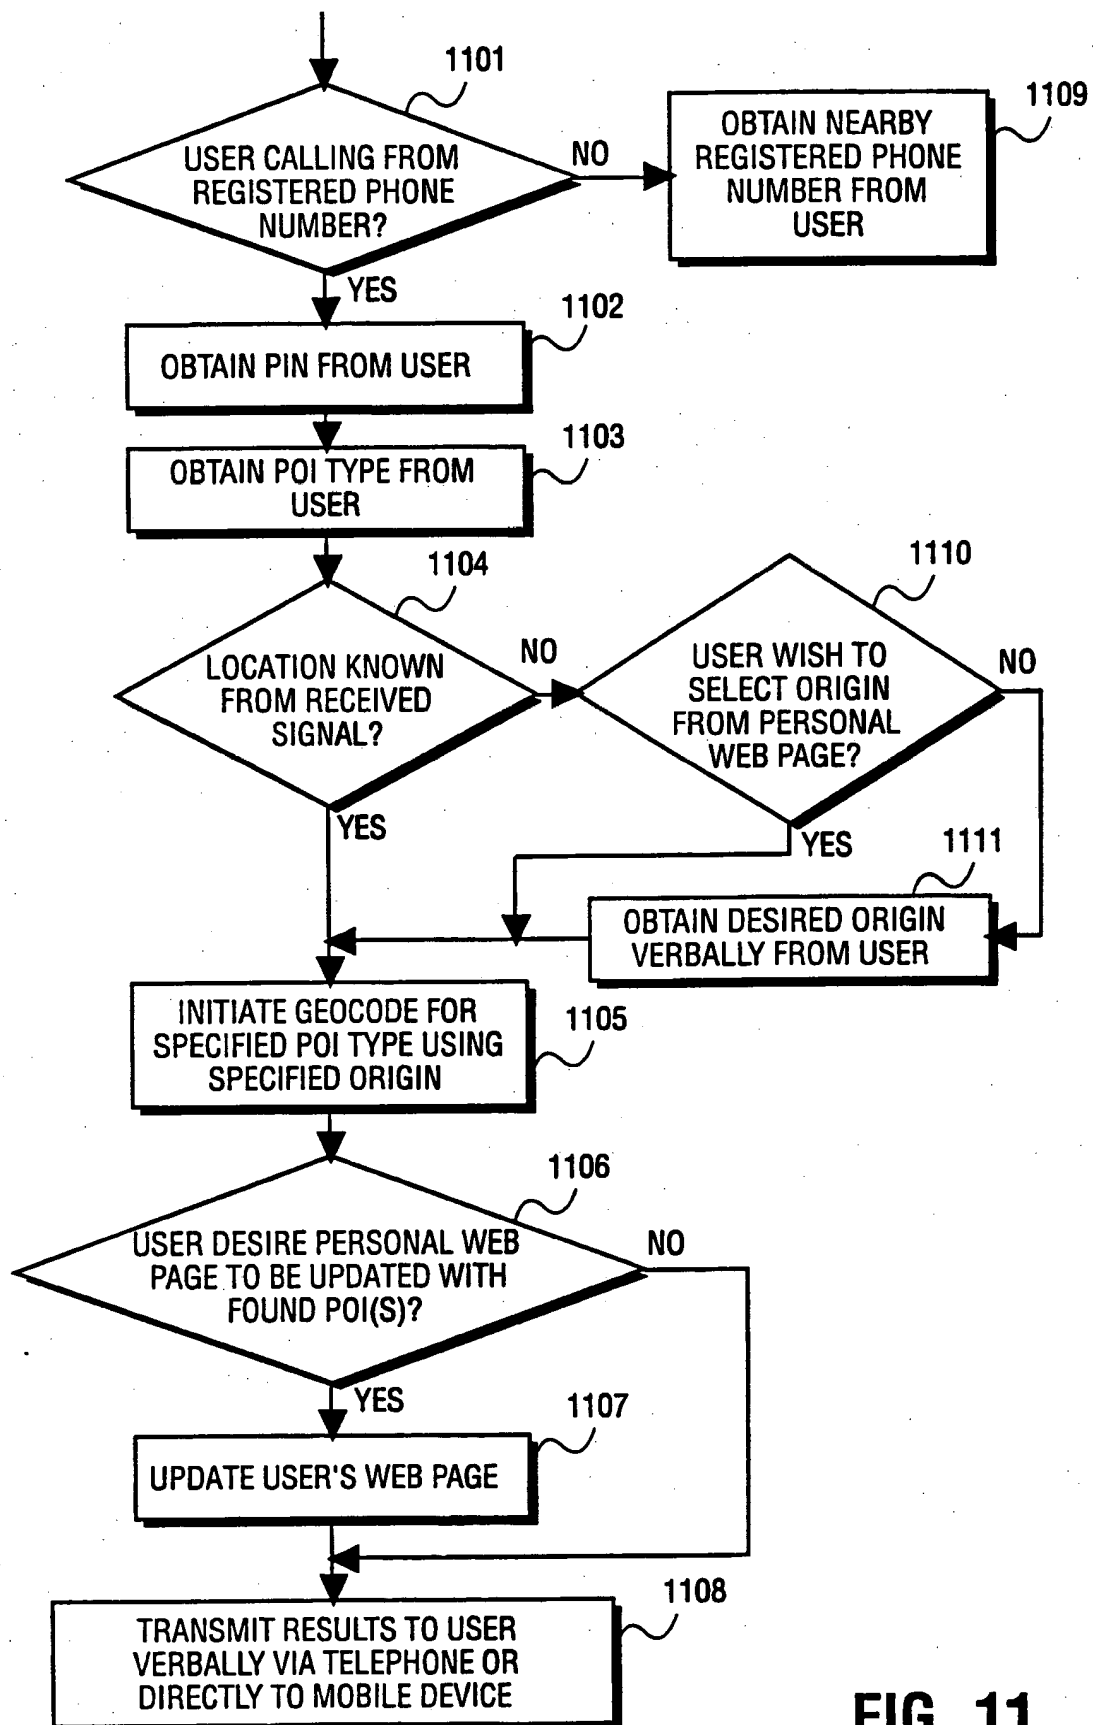 1101
USER CALLING FROM
REGISTERED PHONE
NUMBER?
NO
1109
OBTAIN NEARBY
REGISTERED PHONE
NUMBER FROM
USER
YES
1102
OBTAIN PIN FROM USER
1103
OBTAIN POI TYPE FROM
USER
1104
LOCATION KNOWN
FROM RECEIVED
SIGNAL?
NO
1110
USER WISH TO
SELECT ORIGIN
FROM PERSONAL
WEB PAGE?
NO
YES
YES
1111
OBTAIN DESIRED ORIGIN
VERBALLY FROM USER
INITIATE GEOCODE FOR
SPECIFIED POI TYPE USING
SPECIFIED ORIGIN
1105
1106
USER DESIRE PERSONAL WEB
PAGE TO BE UPDATED WITH
FOUND POI(S)?
NO
YES
1107
UPDATE USER'S WEB PAGE
1108
TRANSMIT RESULTS TO USER
VERBALLY VIA TELEPHONE OR
DIRECTLY TO MOBILE DEVICE
FIG. 11